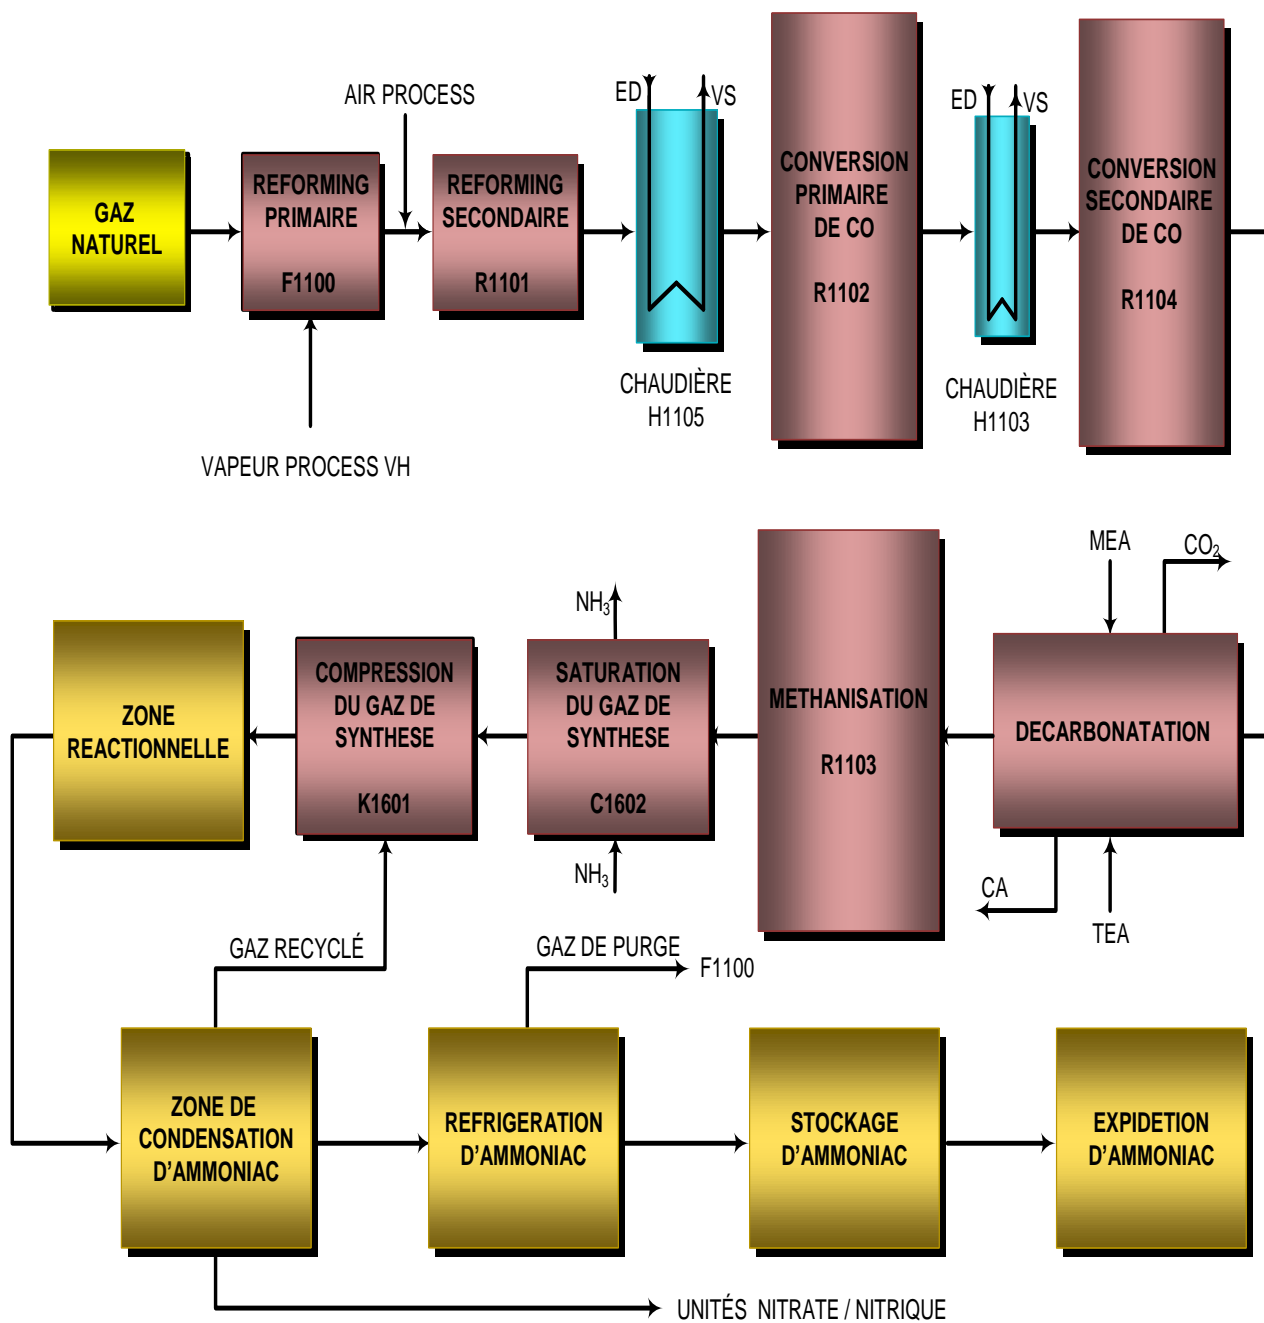 AIR PROCESS
ED
VS
ED
VS
GAZ
NATUREL
REFORMING
PRIMAIRE
F1100
REFORMING
SECONDAIRE
R1101
CONVERSION
PRIMAIRE
DE CO
R1102
CONVERSION
SECONDAIRE
DE CO
R1104
CHAUDIÈRE
H1105
CHAUDIÈRE
H1103
VAPEUR PROCESS VH
MEA
CO₂
NH₃
ZONE
REACTIONNELLE
COMPRESSION
DU GAZ DE
SYNTHESE
K1601
SATURATION
DU GAZ DE
SYNTHESE
C1602
METHANISATION
R1103
DECARBONATATION
NH₃
CA
TEA
GAZ RECYCLÉ
GAZ DE PURGE
F1100
ZONE DE
CONDENSATION
D'AMMONIAC
REFRIGERATION
D'AMMONIAC
STOCKAGE
D'AMMONIAC
EXPIDETION
D'AMMONIAC
UNITÉS NITRATE / NITRIQUE